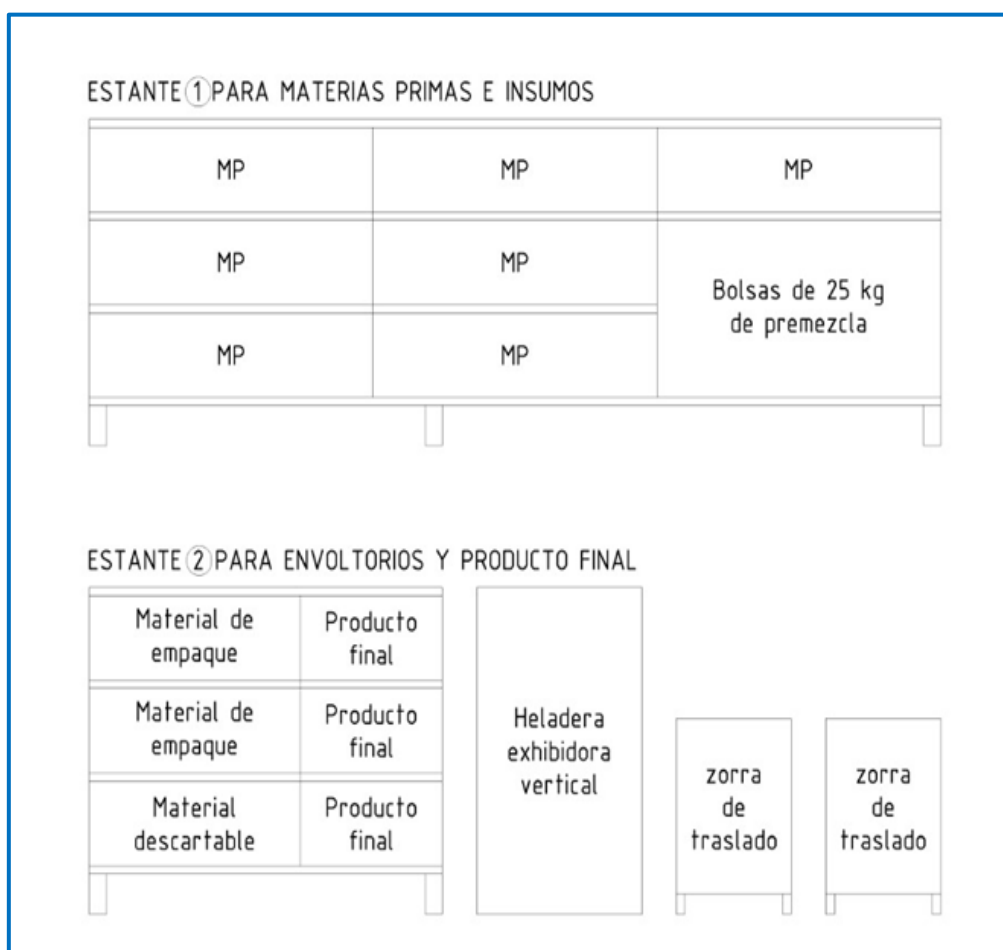 ESTANTE 1 PARA MATERIAS PRIMAS E INSUMOS
MP
MP
MP
MP
MP
Bolsas de 25 kg
de premezcla
MP
MP
ESTANTE 2 PARA ENVOLTORIOS Y PRODUCTO FINAL
Material de
empaque
Producto
final
Material de
empaque
Producto
final
Material
descartable
Producto
final
Heladera
exhibidora
vertical
zorra
de
traslado
zorra
de
traslado